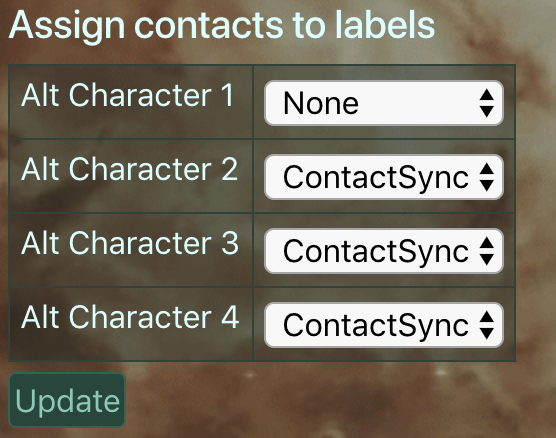 Assign contacts to labels
Alt Character 1 None
Alt Character 2 ContactSync
Alt Character 3 ContactSync
Alt Character 4 ContactSync
Update